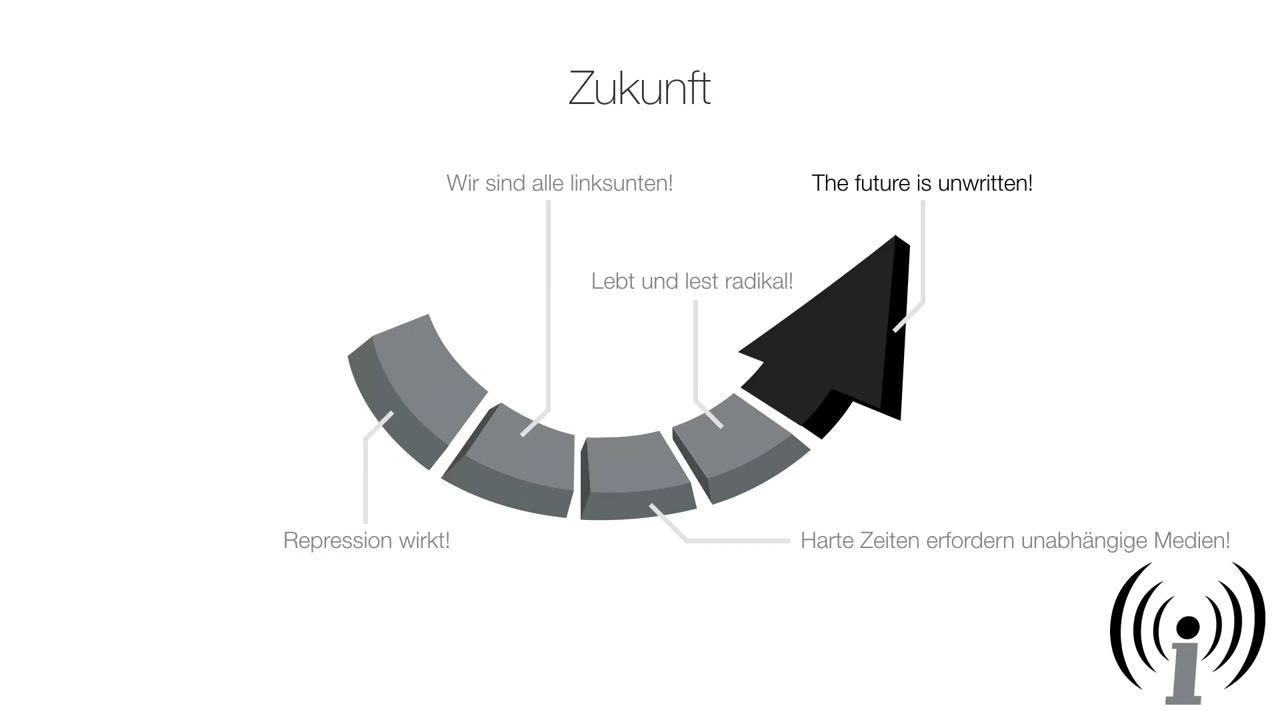 Zukunft
Wir sind alle linksunten!
The future is unwritten!
Lebt und lest radikal!
Repression wirkt!
Harte Zeiten erfordern unabhängige Medien!
i